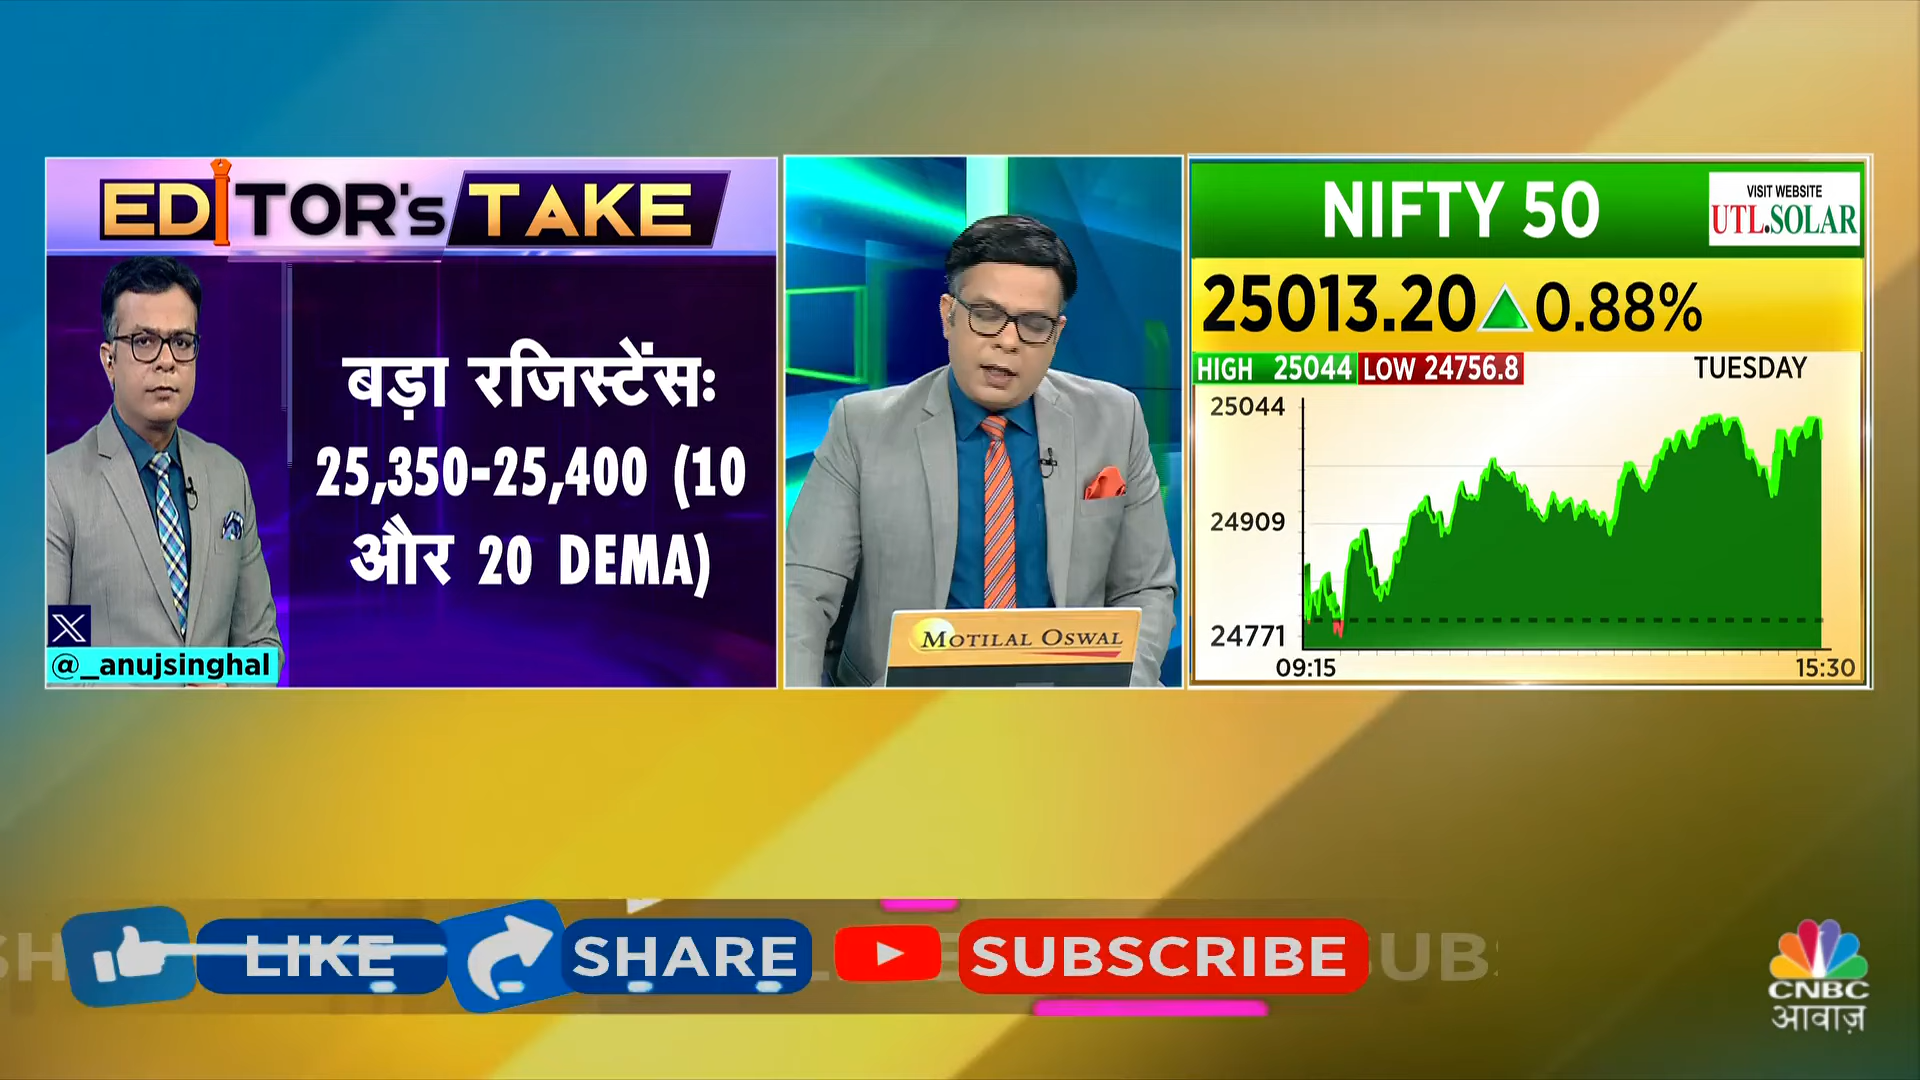 EDITOR's TAKE
बड़ा रजिस्टेंसः
25,350-25,400 (10
और 20 DEMA)
X
@_anujsinghal
MOTILAL OSWAL
NIFTY 50
VISIT WEBSITE
UTL.SOLAR
25013.20 0.88%
HIGH 25044 LOW 24756.8
TUESDAY
25044
24909
24771
09:15 15:30
SH LIKE SHARE SUBSCRIBE SUBS
CNBC
आवाज़